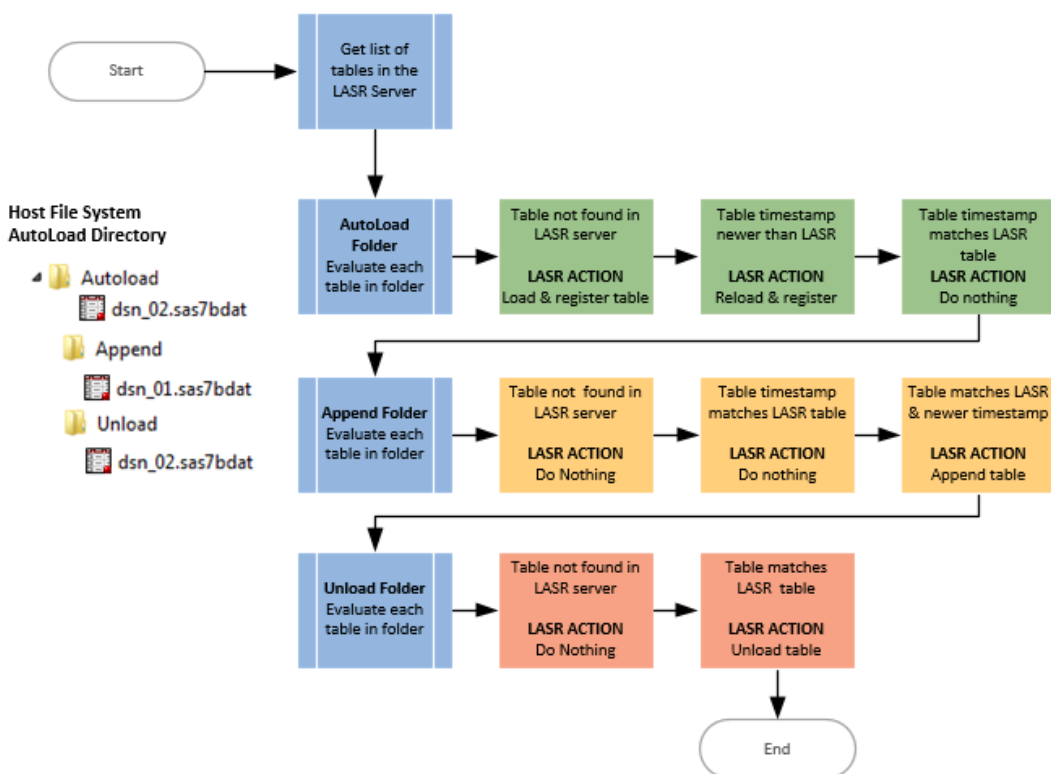 Start
Get list of
tables in the
LASR Server
Host File System
AutoLoad Directory
Autoload
dsn_02.sas7bdat
Append
dsn_01.sas7bdat
Unload
dsn_02.sas7bdat
AutoLoad
Folder
Evaluate each
table in folder
Table not found in
LASR server
LASR ACTION
Load & register table
Table timestamp
newer than LASR
LASR ACTION
Reload & register
Table timestamp
matches LASR
table
LASR ACTION
Do nothing
Append Folder
Evaluate each
table in folder
Table not found in
LASR server
LASR ACTION
Do Nothing
Table timestamp
matches LASR table
LASR ACTION
Do nothing
Table matches LASR
& newer timestamp
LASR ACTION
Append table
Unload Folder
Evaluate each
table in folder
Table not found in
LASR server
LASR ACTION
Do Nothing
Table matches
LASR table
LASR ACTION
Unload table
End